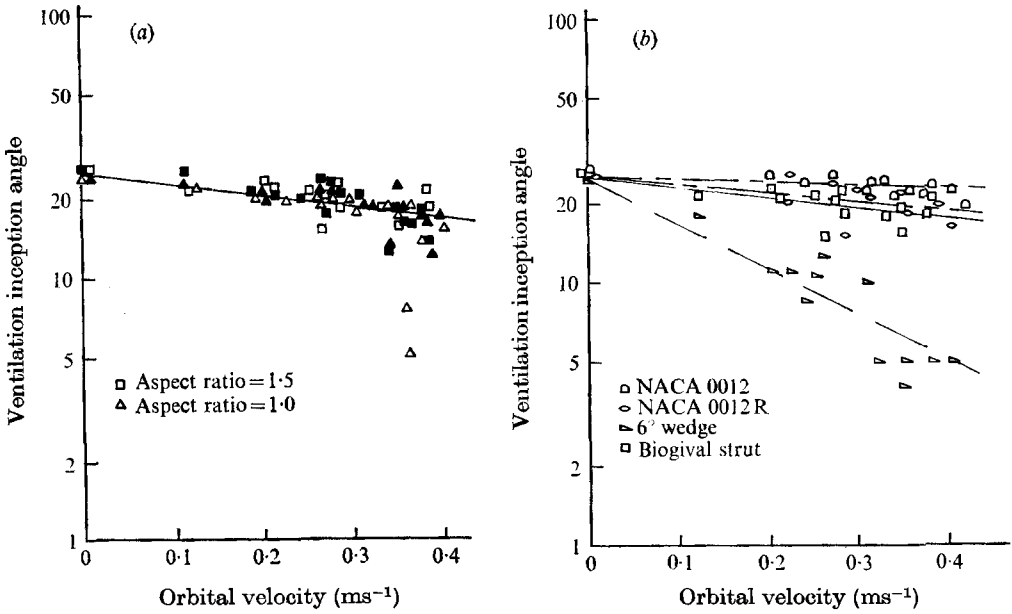 (a)
100
50
20
10
5
2
1
0
0·1
0·2
0·3
0·4
Ventilation inception angle
Orbital velocity (ms⁻¹)
Aspect ratio=1·5
Aspect ratio=1·0
(b)
100
50
20
10
5
2
1
0
0·1
0·2
0·3
0·4
Ventilation inception angle
Orbital velocity (ms⁻¹)
NACA 0012
NACA 0012 R
6° wedge
Biogival strut